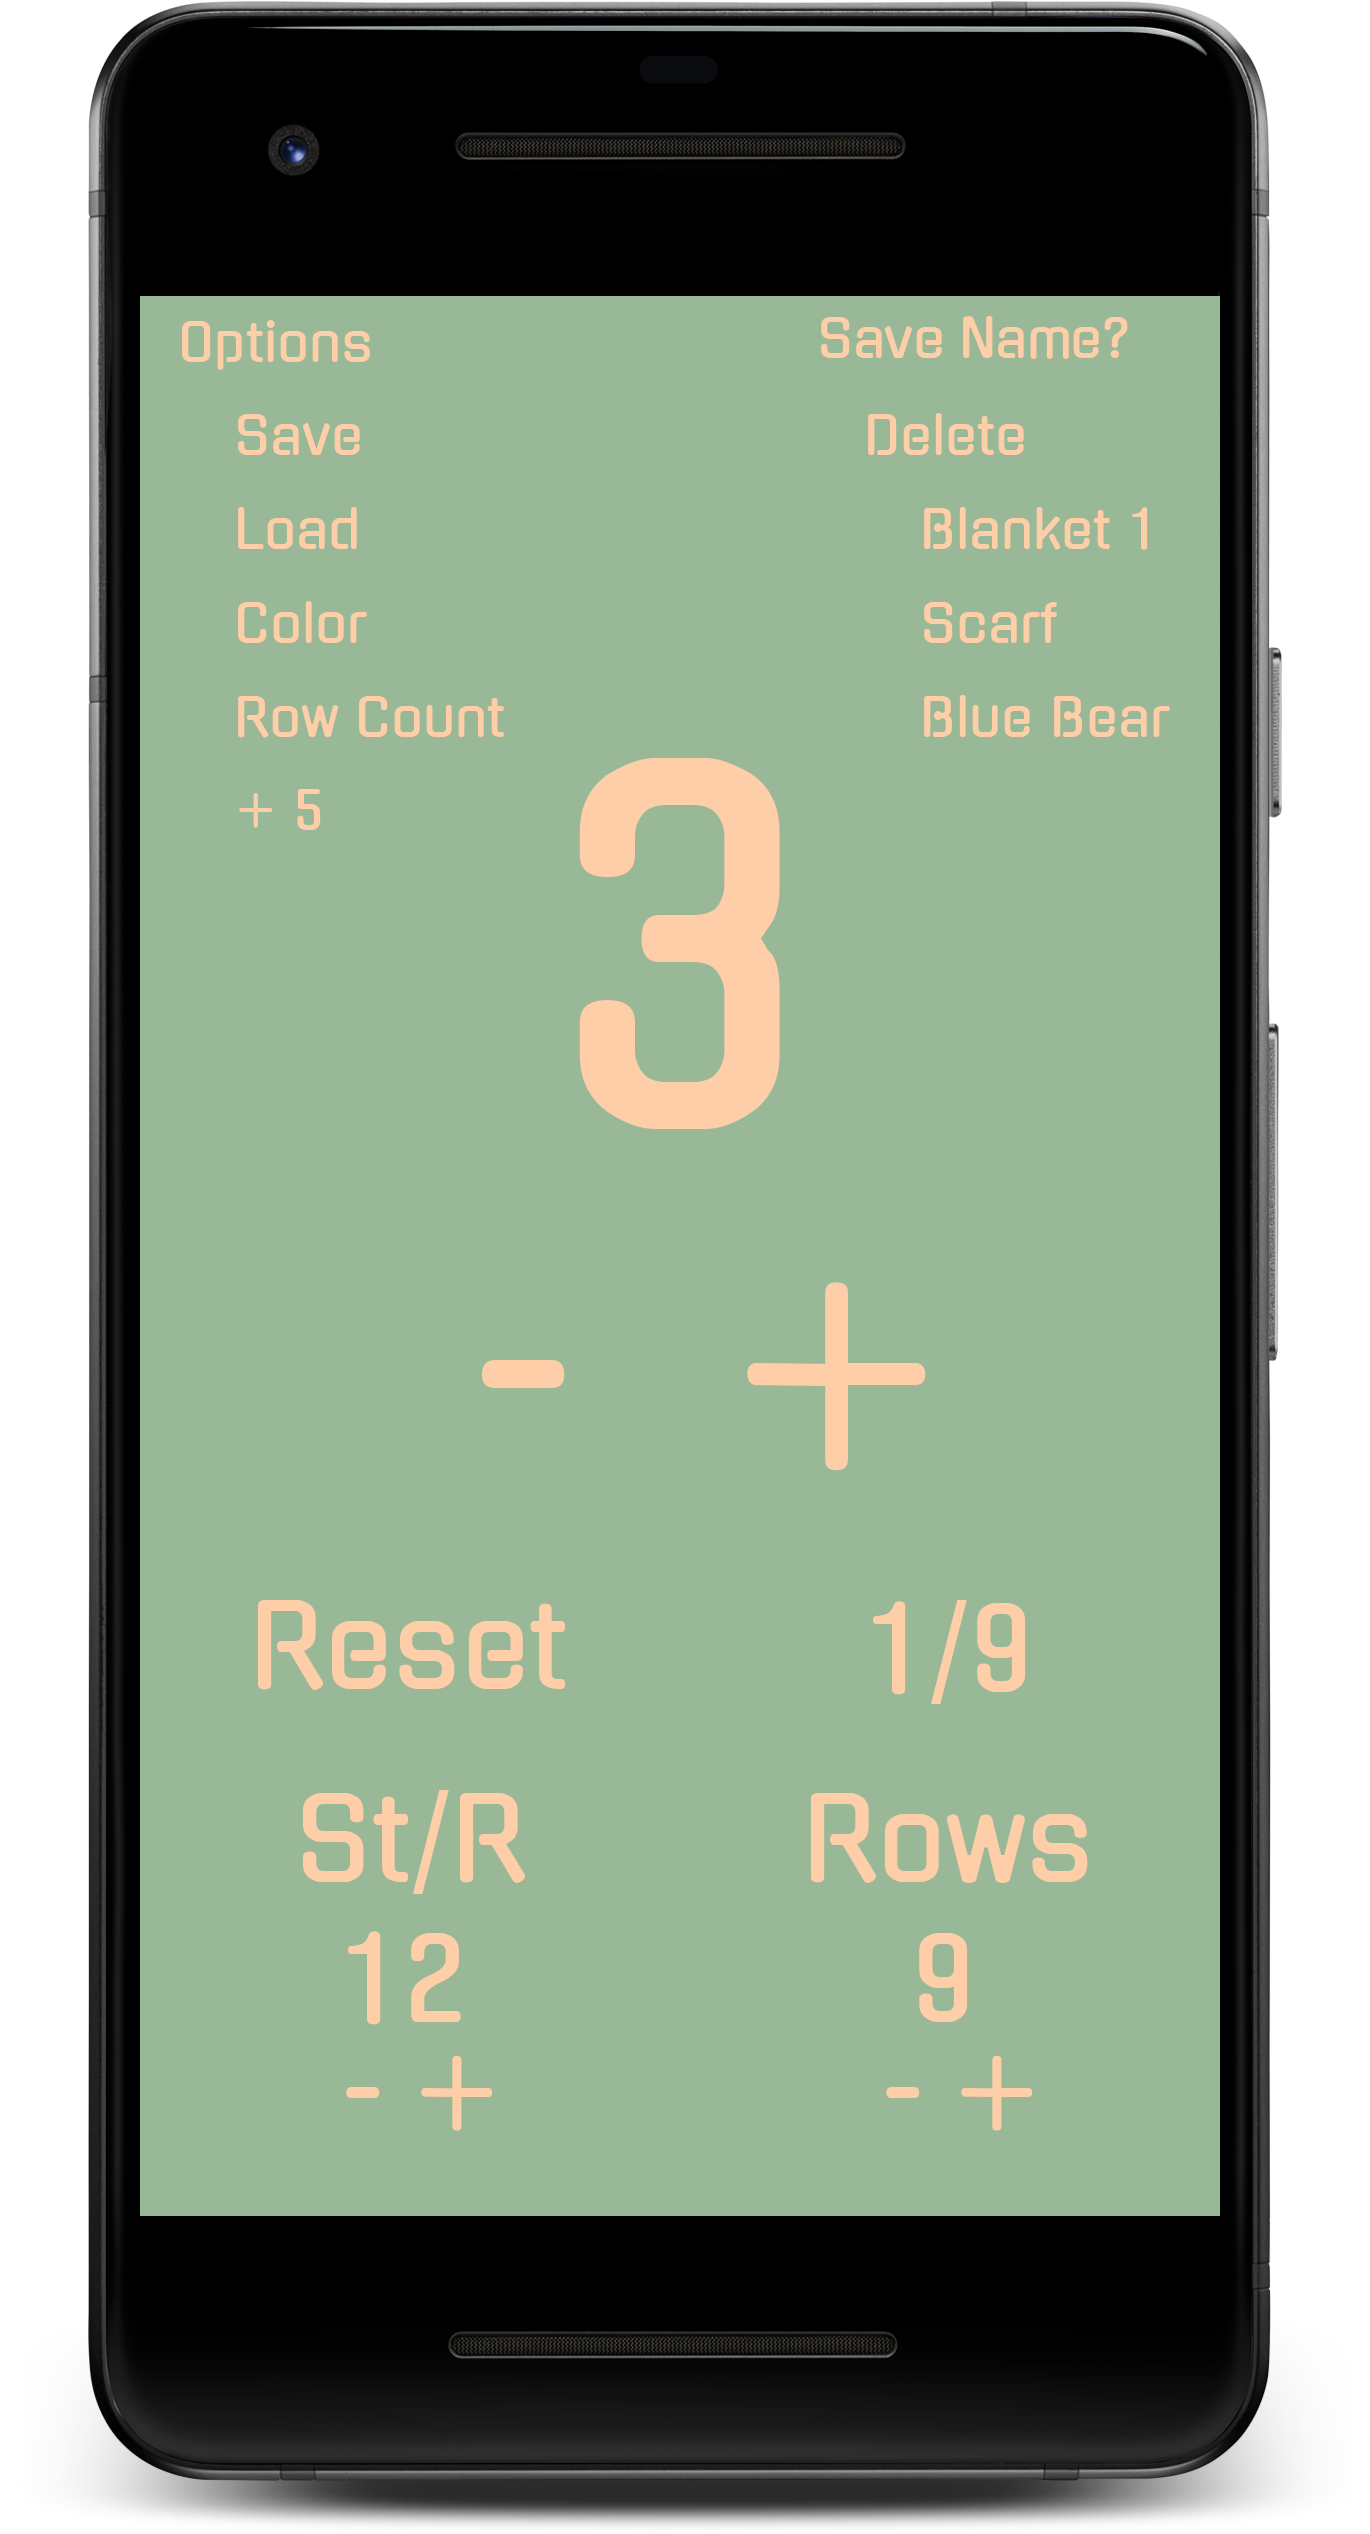 Options
Save Name?
Save
Delete
Load
Blanket 1
Color
Scarf
Row Count
Blue Bear
+ 5
3
- +
Reset
1/9
St/R
Rows
12
9
- +
- +